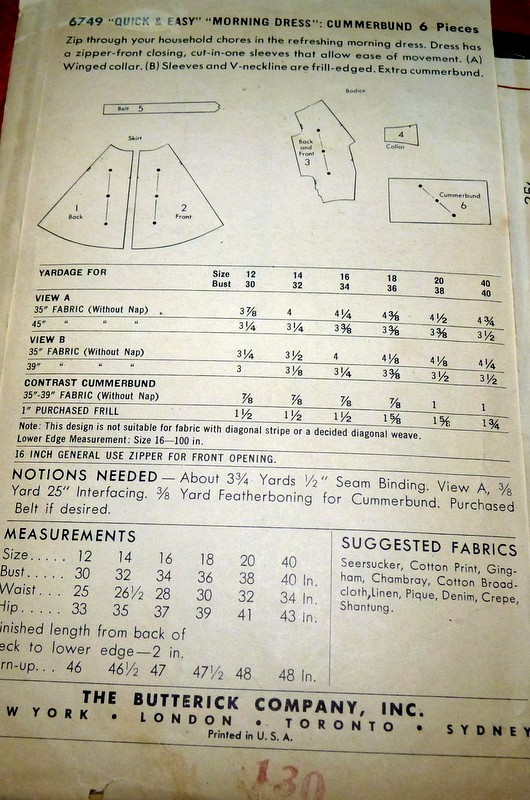 6749 "QUICK & EASY" "MORNING DRESS": CUMMERBUND 6 Pieces
Zip through your household chores in the refreshing morning dress. Dress has
a zipper-front closing, cut-in-one sleeves that allow ease of movement. (A)
Winged collar. (B) Sleeves and V-neckline are frill-edged. Extra cummerbund.
Belt 5
Bodice
Skirt
Back
and
Front
3
4
Collar
1
Back
2
Front
Cummerbund
6
YARDAGE FOR Size 12 14 16 18 20 40
Bust 30 32 34 36 38 40
VIEW A
35" FABRIC (Without Nap) 3⅞ 4 4¼ 4⅜ 4½ 4¾
45" " " " 3¼ 3¼ 3⅜ 3⅜ 3⅜ 3½
VIEW B
35" FABRIC (Without Nap) 3¼ 3½ 4 4⅛ 4⅛ 4¼
39" " " " 3 3⅛ 3¼ 3⅜ 3½ 3½
CONTRAST CUMMERBUND
35"-39" FABRIC (Without Nap) ⅞ ⅞ ⅞ ⅞ 1 1
1" PURCHASED FRILL 1½ 1½ 1½ 1⅝ 1⅝ 1¾
Note: This design is not suitable for fabric with diagonal stripe or a decided diagonal weave.
Lower Edge Measurement: Size 16—100 in.
16 INCH GENERAL USE ZIPPER FOR FRONT OPENING.
NOTIONS NEEDED — About 3¾ Yards ½" Seam Binding. View A, ⅜
Yard 25" Interfacing. ⅜ Yard Featherboning for Cummerbund. Purchased
Belt if desired.
MEASUREMENTS
Size..... 12 14 16 18 20 40
Bust..... 30 32 34 36 38 40 In.
Waist.... 25 26½ 28 30 32 34 In.
Hip..... 33 35 37 39 41 43 In.
inished length from back of
eck to lower edge—2 in.
rn-up... 46 46½ 47 47½ 48 48 In.
SUGGESTED FABRICS
Seersucker, Cotton Print, Ging-
ham, Chambray, Cotton Broad-
cloth, Linen, Pique, Denim, Crepe,
Shantung.
THE BUTTERICK COMPANY, INC.
W YORK • LONDON • TORONTO • SYDNEY
Printed in U. S. A.
130
25¢